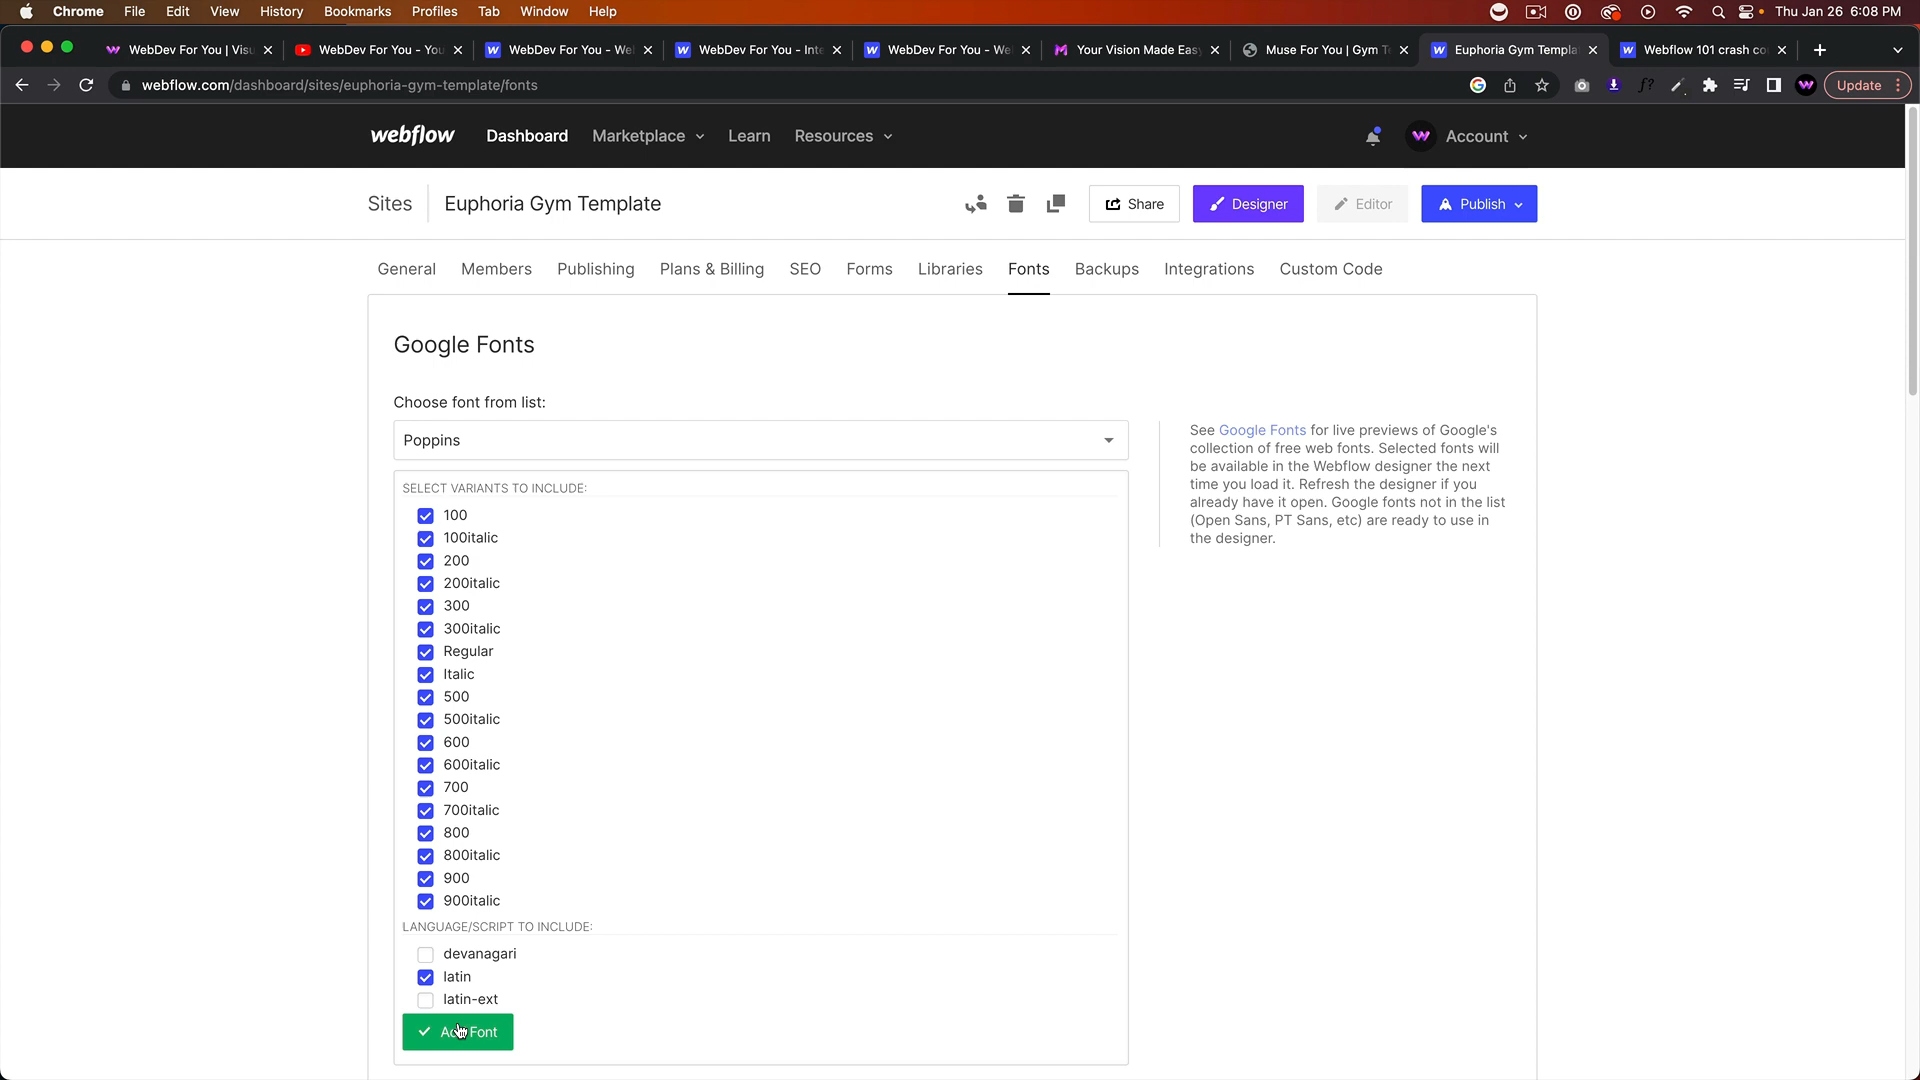 Chrome File Edit View History Bookmarks Profiles Tab Window Help Thu Jan 26 6:08 PM
WebDev For You | Vis WebDev For You - You WebDev For You - We WebDev For You - Inte WebDev For You - We Your Vision Made Eas Muse For You | Gym T Euphoria Gym Templa Webflow 101 crash co
webflow.com/dashboard/sites/euphoria-gym-template/fonts Update
webflow Dashboard Marketplace Learn Resources Account
Sites Euphoria Gym Template Share Designer Editor Publish
General Members Publishing Plans & Billing SEO Forms Libraries Fonts Backups Integrations Custom Code
Google Fonts
Choose font from list:
Poppins
See Google Fonts for live previews of Google's
collection of free web fonts. Selected fonts will
be available in the Webflow designer the next
time you load it. Refresh the designer if you
already have it open. Google fonts not in the list
(Open Sans, PT Sans, etc) are ready to use in
the designer.
SELECT VARIANTS TO INCLUDE:
100
100italic
200
200italic
300
300italic
Regular
Italic
500
500italic
600
600italic
700
700italic
800
800italic
900
900italic
LANGUAGE/SCRIPT TO INCLUDE:
devanagari
latin
latin-ext
Add Font